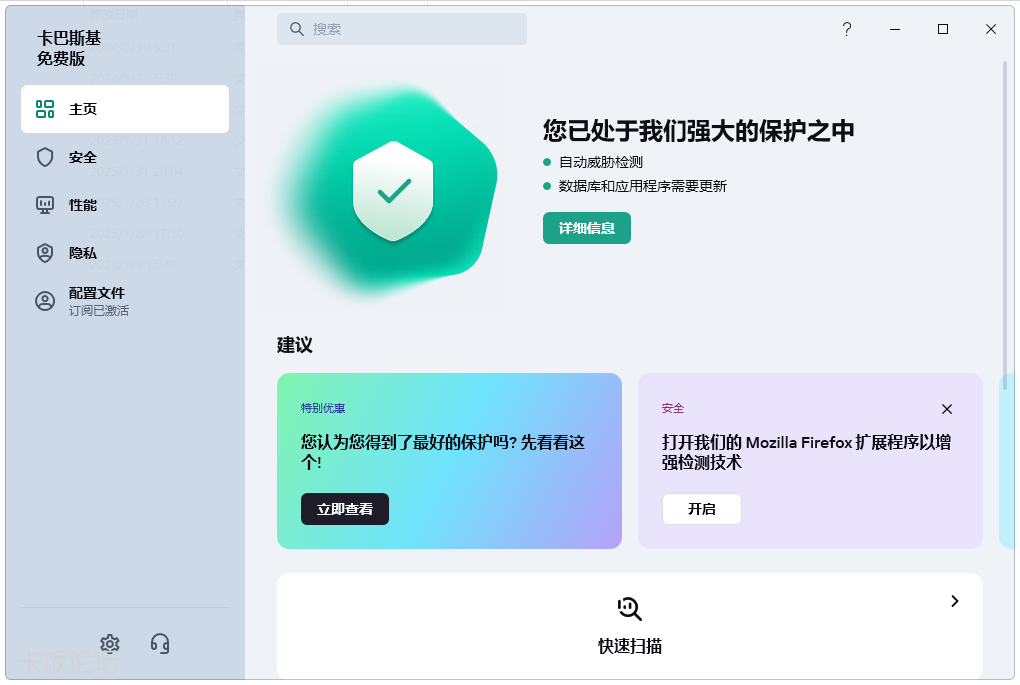 卡巴斯基
免费版
搜索
?
主页
安全
性能
隐私
配置文件
订阅已激活
您已处于我们强大的保护之中
自动威胁检测
数据库和应用程序需要更新
详细信息
建议
特别优惠
您认为您得到了最好的保护吗? 先看看这
个!
立即查看
安全
打开我们的 Mozilla Firefox 扩展程序以增
强检测技术
开启
快速扫描
卡饭论坛